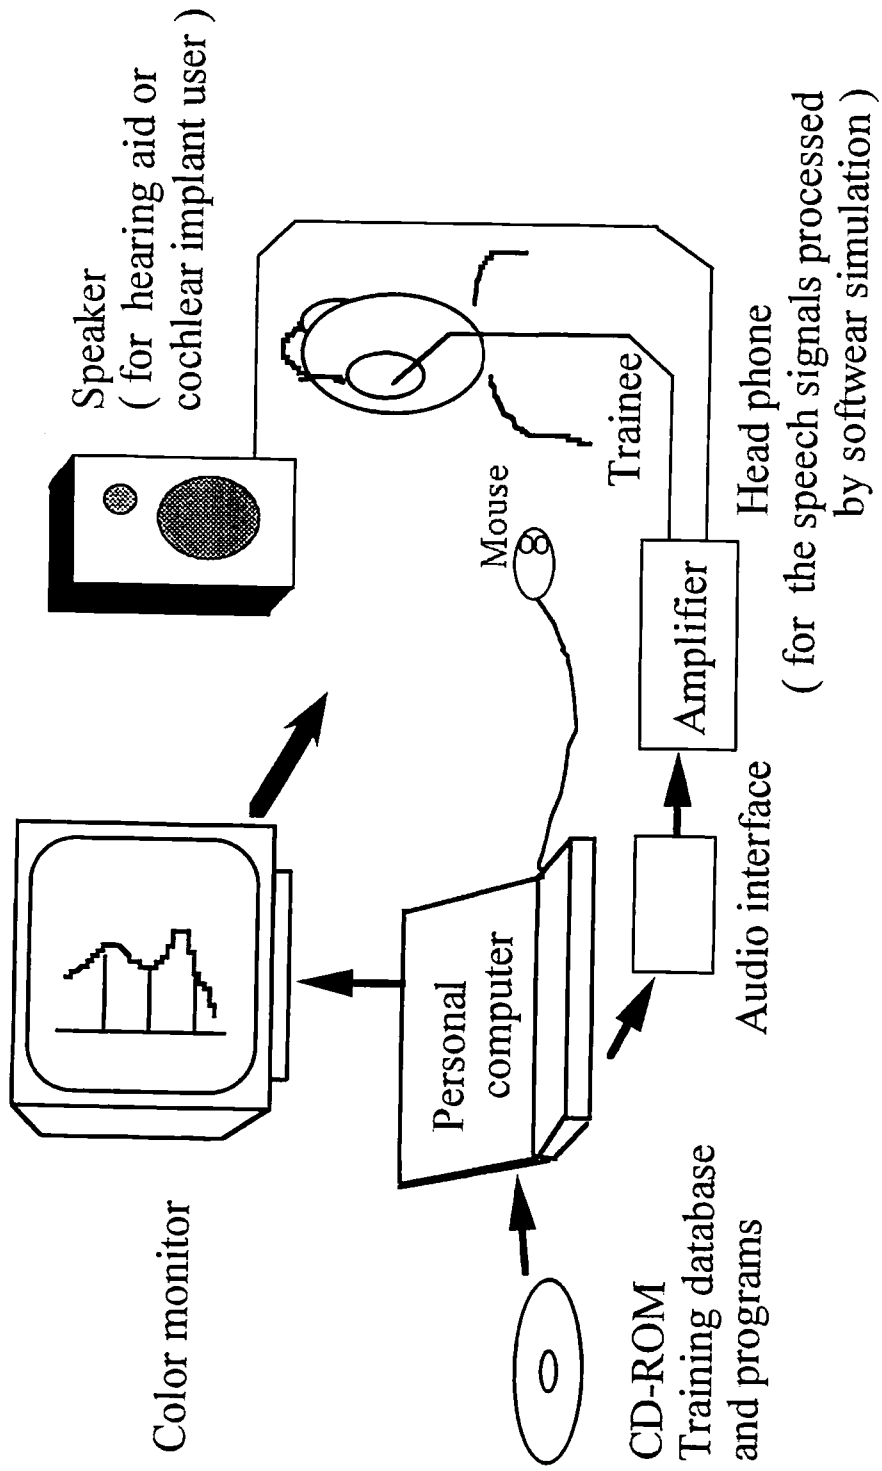 Color monitor
Speaker
( for hearing aid or
cochlear implant user )
Personal
computer
Mouse
Trainee
CD-ROM
Training database
and programs
Audio interface
Amplifier
Head phone
( for the speech signals processed
by softwear simulation )